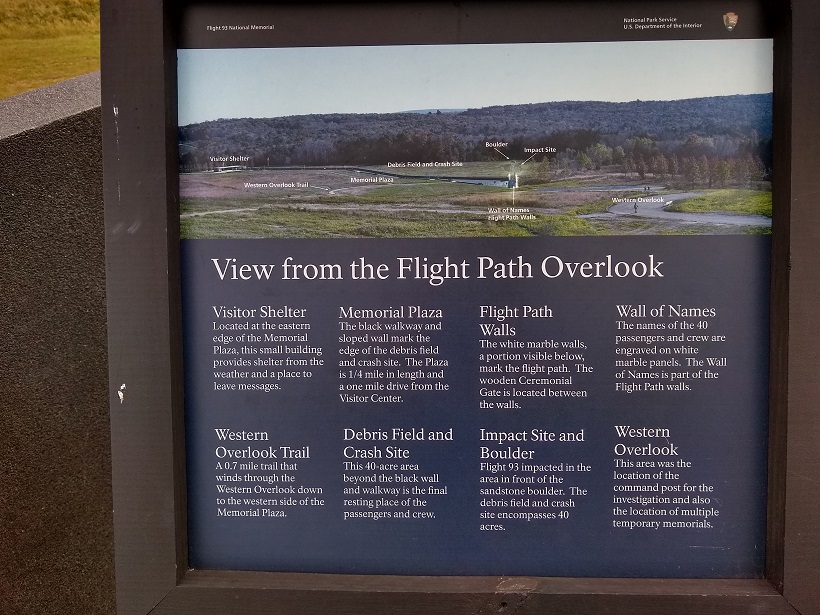 Flight 93 National Memorial
National Park Service
U.S. Department of the Interior
Boulder
Impact Site
Visitor Shelter
Debris Field and Crash Site
Western Overlook Trail
Memorial Plaza
Western Overlook
Wall of Names
Flight Path Walls
View from the Flight Path Overlook
Visitor Shelter
Located at the eastern
edge of the Memorial
Plaza, this small building
provides shelter from the
weather and a place to
leave messages.
Memorial Plaza
The black walkway and
sloped wall mark the
edge of the debris field
and crash site. The Plaza
is 1/4 mile in length and
a one mile drive from the
Visitor Center.
Flight Path
Walls
The white marble walls,
a portion visible below,
mark the flight path. The
wooden Ceremonial
Gate is located between
the walls.
Wall of Names
The names of the 40
passengers and crew are
engraved on white
marble panels. The Wall
of Names is part of the
Flight Path walls.
Western
Overlook Trail
A 0.7 mile trail that
winds through the
Western Overlook down
to the western side of the
Memorial Plaza.
Debris Field and
Crash Site
This 40-acre area
beyond the black wall
and walkway is the final
resting place of the
passengers and crew.
Impact Site and
Boulder
Flight 93 impacted in the
area in front of the
sandstone boulder. The
debris field and crash
site encompasses 40
acres.
Western
Overlook
This area was the
location of the
command post for the
investigation and also
the location of multiple
temporary memorials.